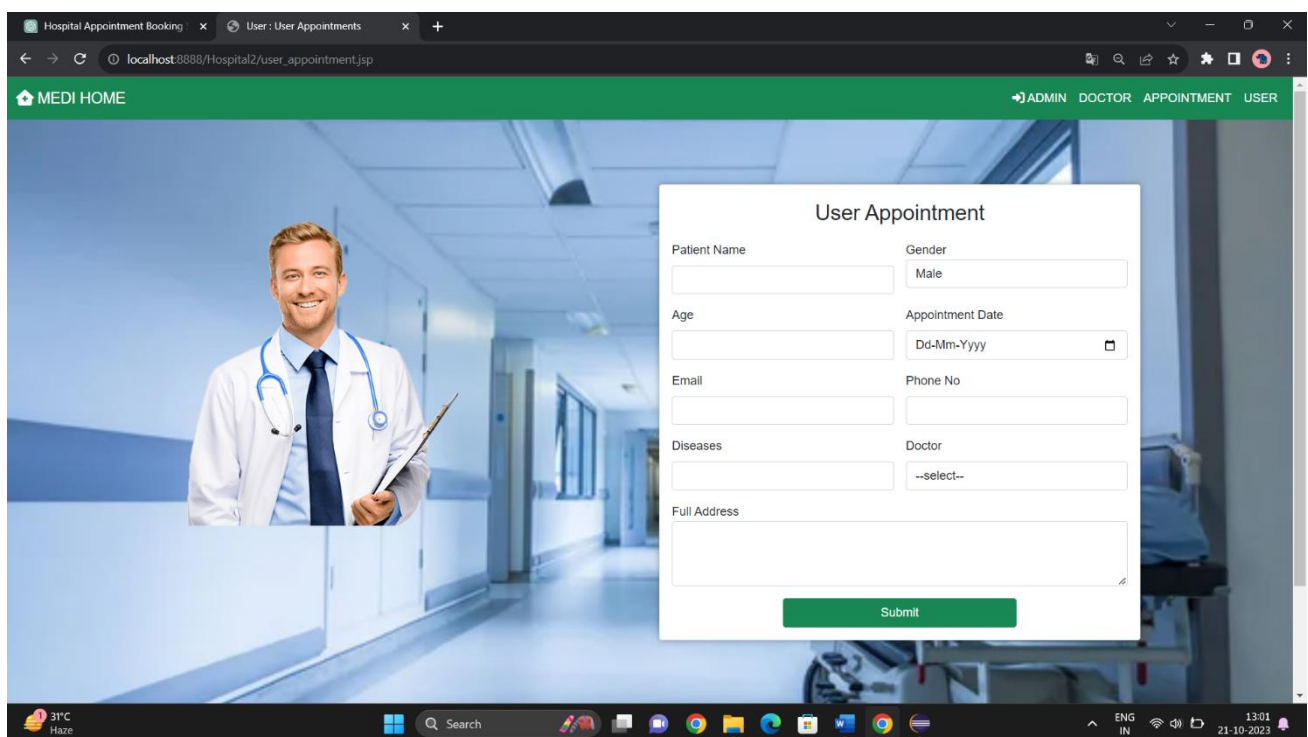 Hospital Appointment Booking
User : User Appointments
localhost:8888/Hospital2/user_appointment.jsp
MEDI HOME
ADMIN DOCTOR APPOINTMENT USER
User Appointment
Patient Name Gender
Male
Age Appointment Date
Dd-Mm-Yyyy
Email Phone No
Diseases Doctor
--select--
Full Address
Submit
1 31°C
Haze
Search
ENG
IN
13:01
21-10-2023